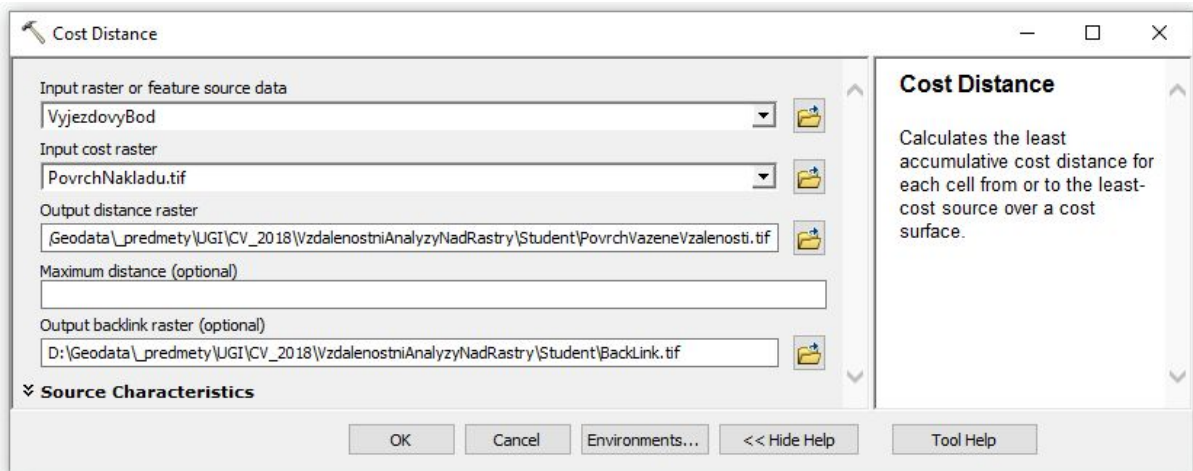 Cost Distance
Input raster or feature source data
VyjezdovyBod
Input cost raster
PovrchNakladu.tif
Output distance raster
Geodata\_predmety\UGI\CV_2018\VzdalenostniAnalyzyNadRastry\Student\PovrchVazeneVzalenosti.tif
Maximum distance (optional)
Output backlink raster (optional)
D:\Geodata\_predmety\UGI\CV_2018\VzdalenostniAnalyzyNadRastry\Student\BackLink.tif
Source Characteristics
OK
Cancel
Environments...
<< Hide Help
Cost Distance
Calculates the least
accumulative cost distance for
each cell from or to the least-
cost source over a cost
surface.
Tool Help